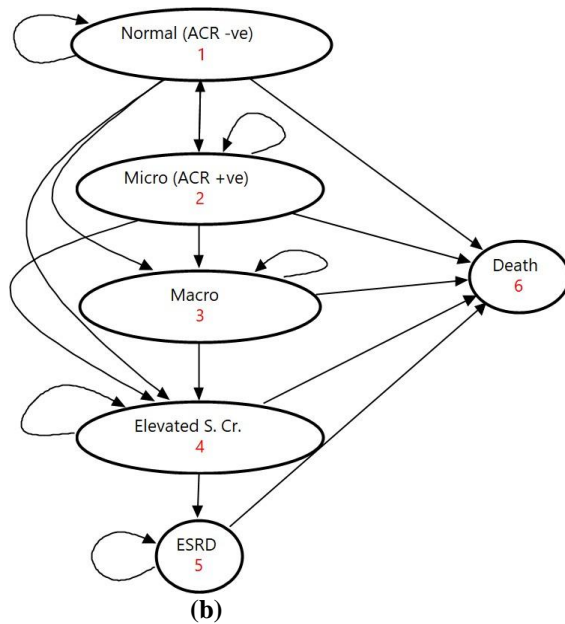 Normal (ACR -ve)
1
Micro (ACR +ve)
2
Death
6
Macro
3
Elevated S. Cr.
4
ESRD
5
(b)